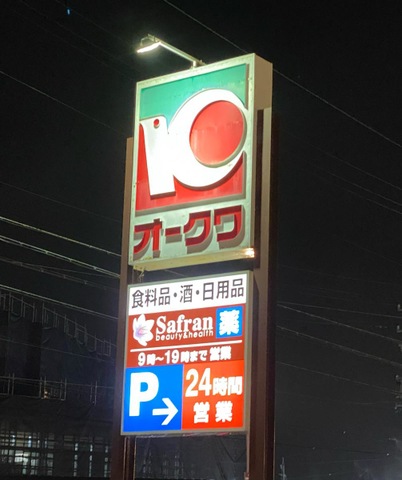 オークワ
食料品・酒・日用品
Safran 薬
beauty&health
9時〜19時まで営業
P→ 24時間
営業